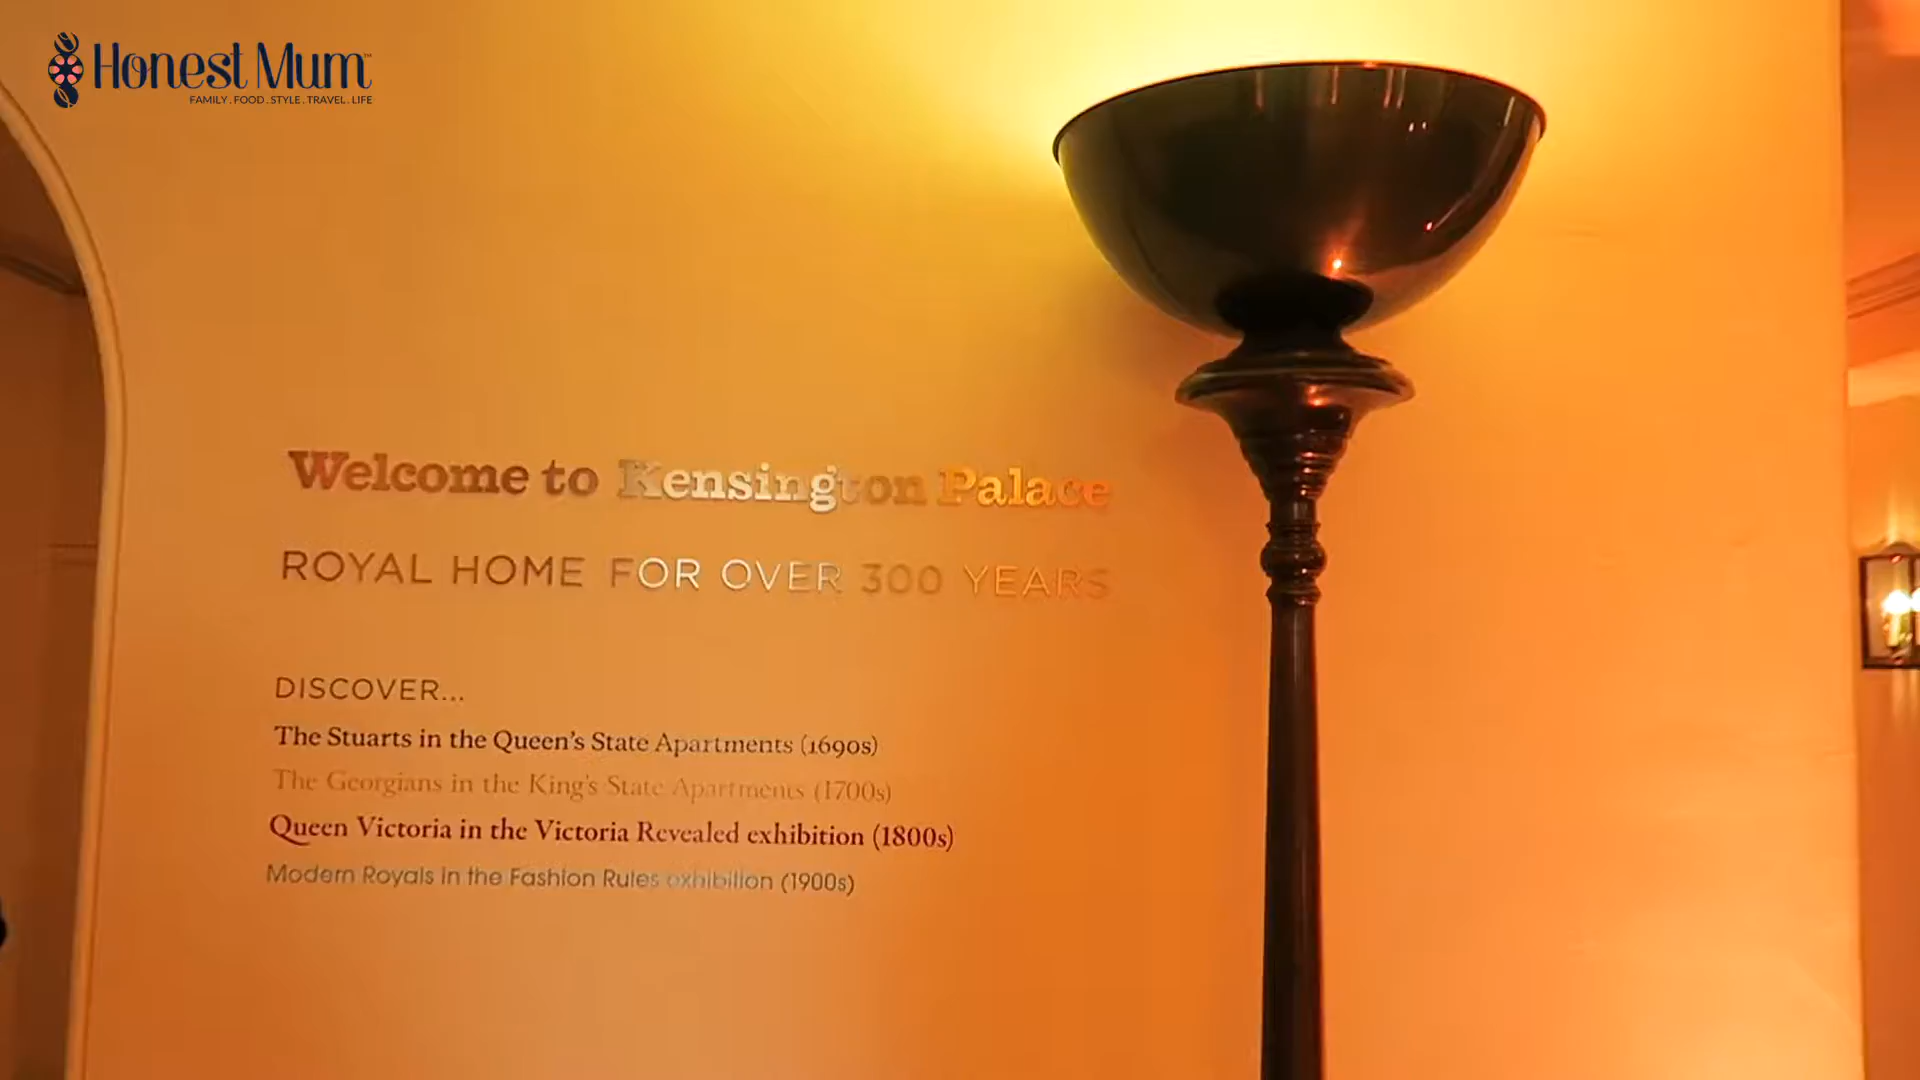 Honest Mum™
FAMILY . FOOD . STYLE . TRAVEL . LIFE
Welcome to Kensington Palace
ROYAL HOME FOR OVER 300 YEARS
DISCOVER...
The Stuarts in the Queen's State Apartments (1690s)
The Georgians in the King's State Apartments (1700s)
Queen Victoria in the Victoria Revealed exhibition (1800s)
Modern Royals in the Fashion Rules exhibition (1900s)